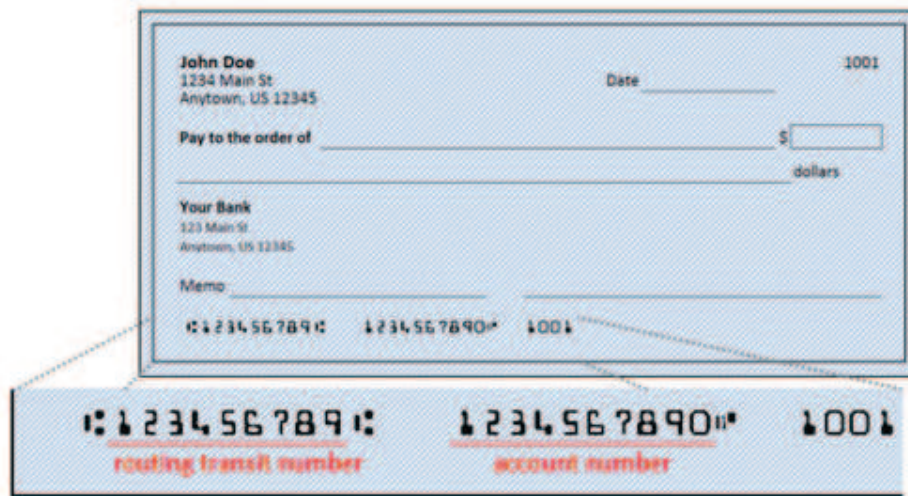 John Doe
1234 Main St
Anytown, US 12345
Date
1001
Pay to the order of
$
dollars
Your Bank
123 Main St
Anytown, US 12345
Memo
⑆123456789⑆ 1234567890⑈ 1001
⑆123456789⑆ 1234567890⑈ 1001
routing transit number account number